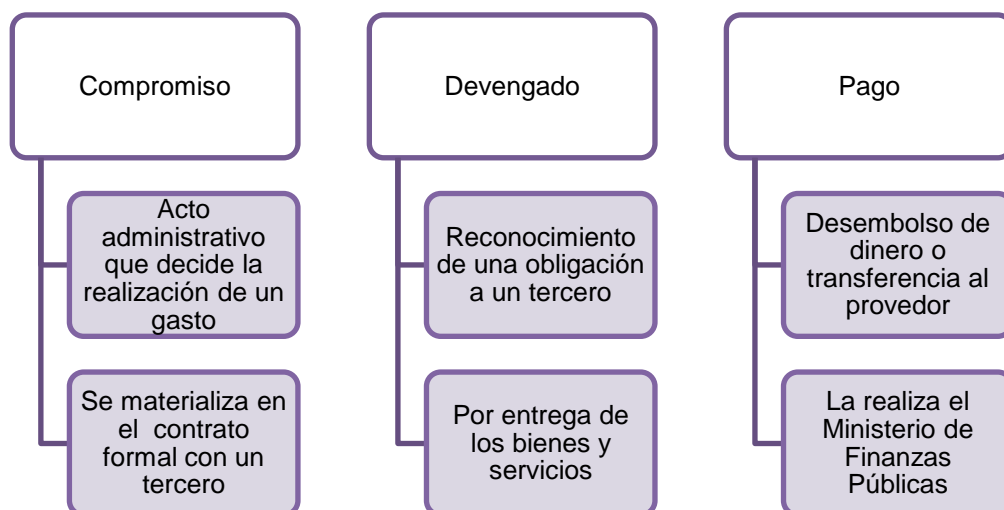 Compromiso
Acto
administrativo
que decide la
realización de un
gasto
Se materializa en
el contrato
formal con un
tercero
Devengado
Reconocimiento
de una obligación
a un tercero
Por entrega de
los bienes y
servicios
Pago
Desembolso de
dinero o
transferencia al
provedor
La realiza el
Ministerio de
Finanzas
Públicas